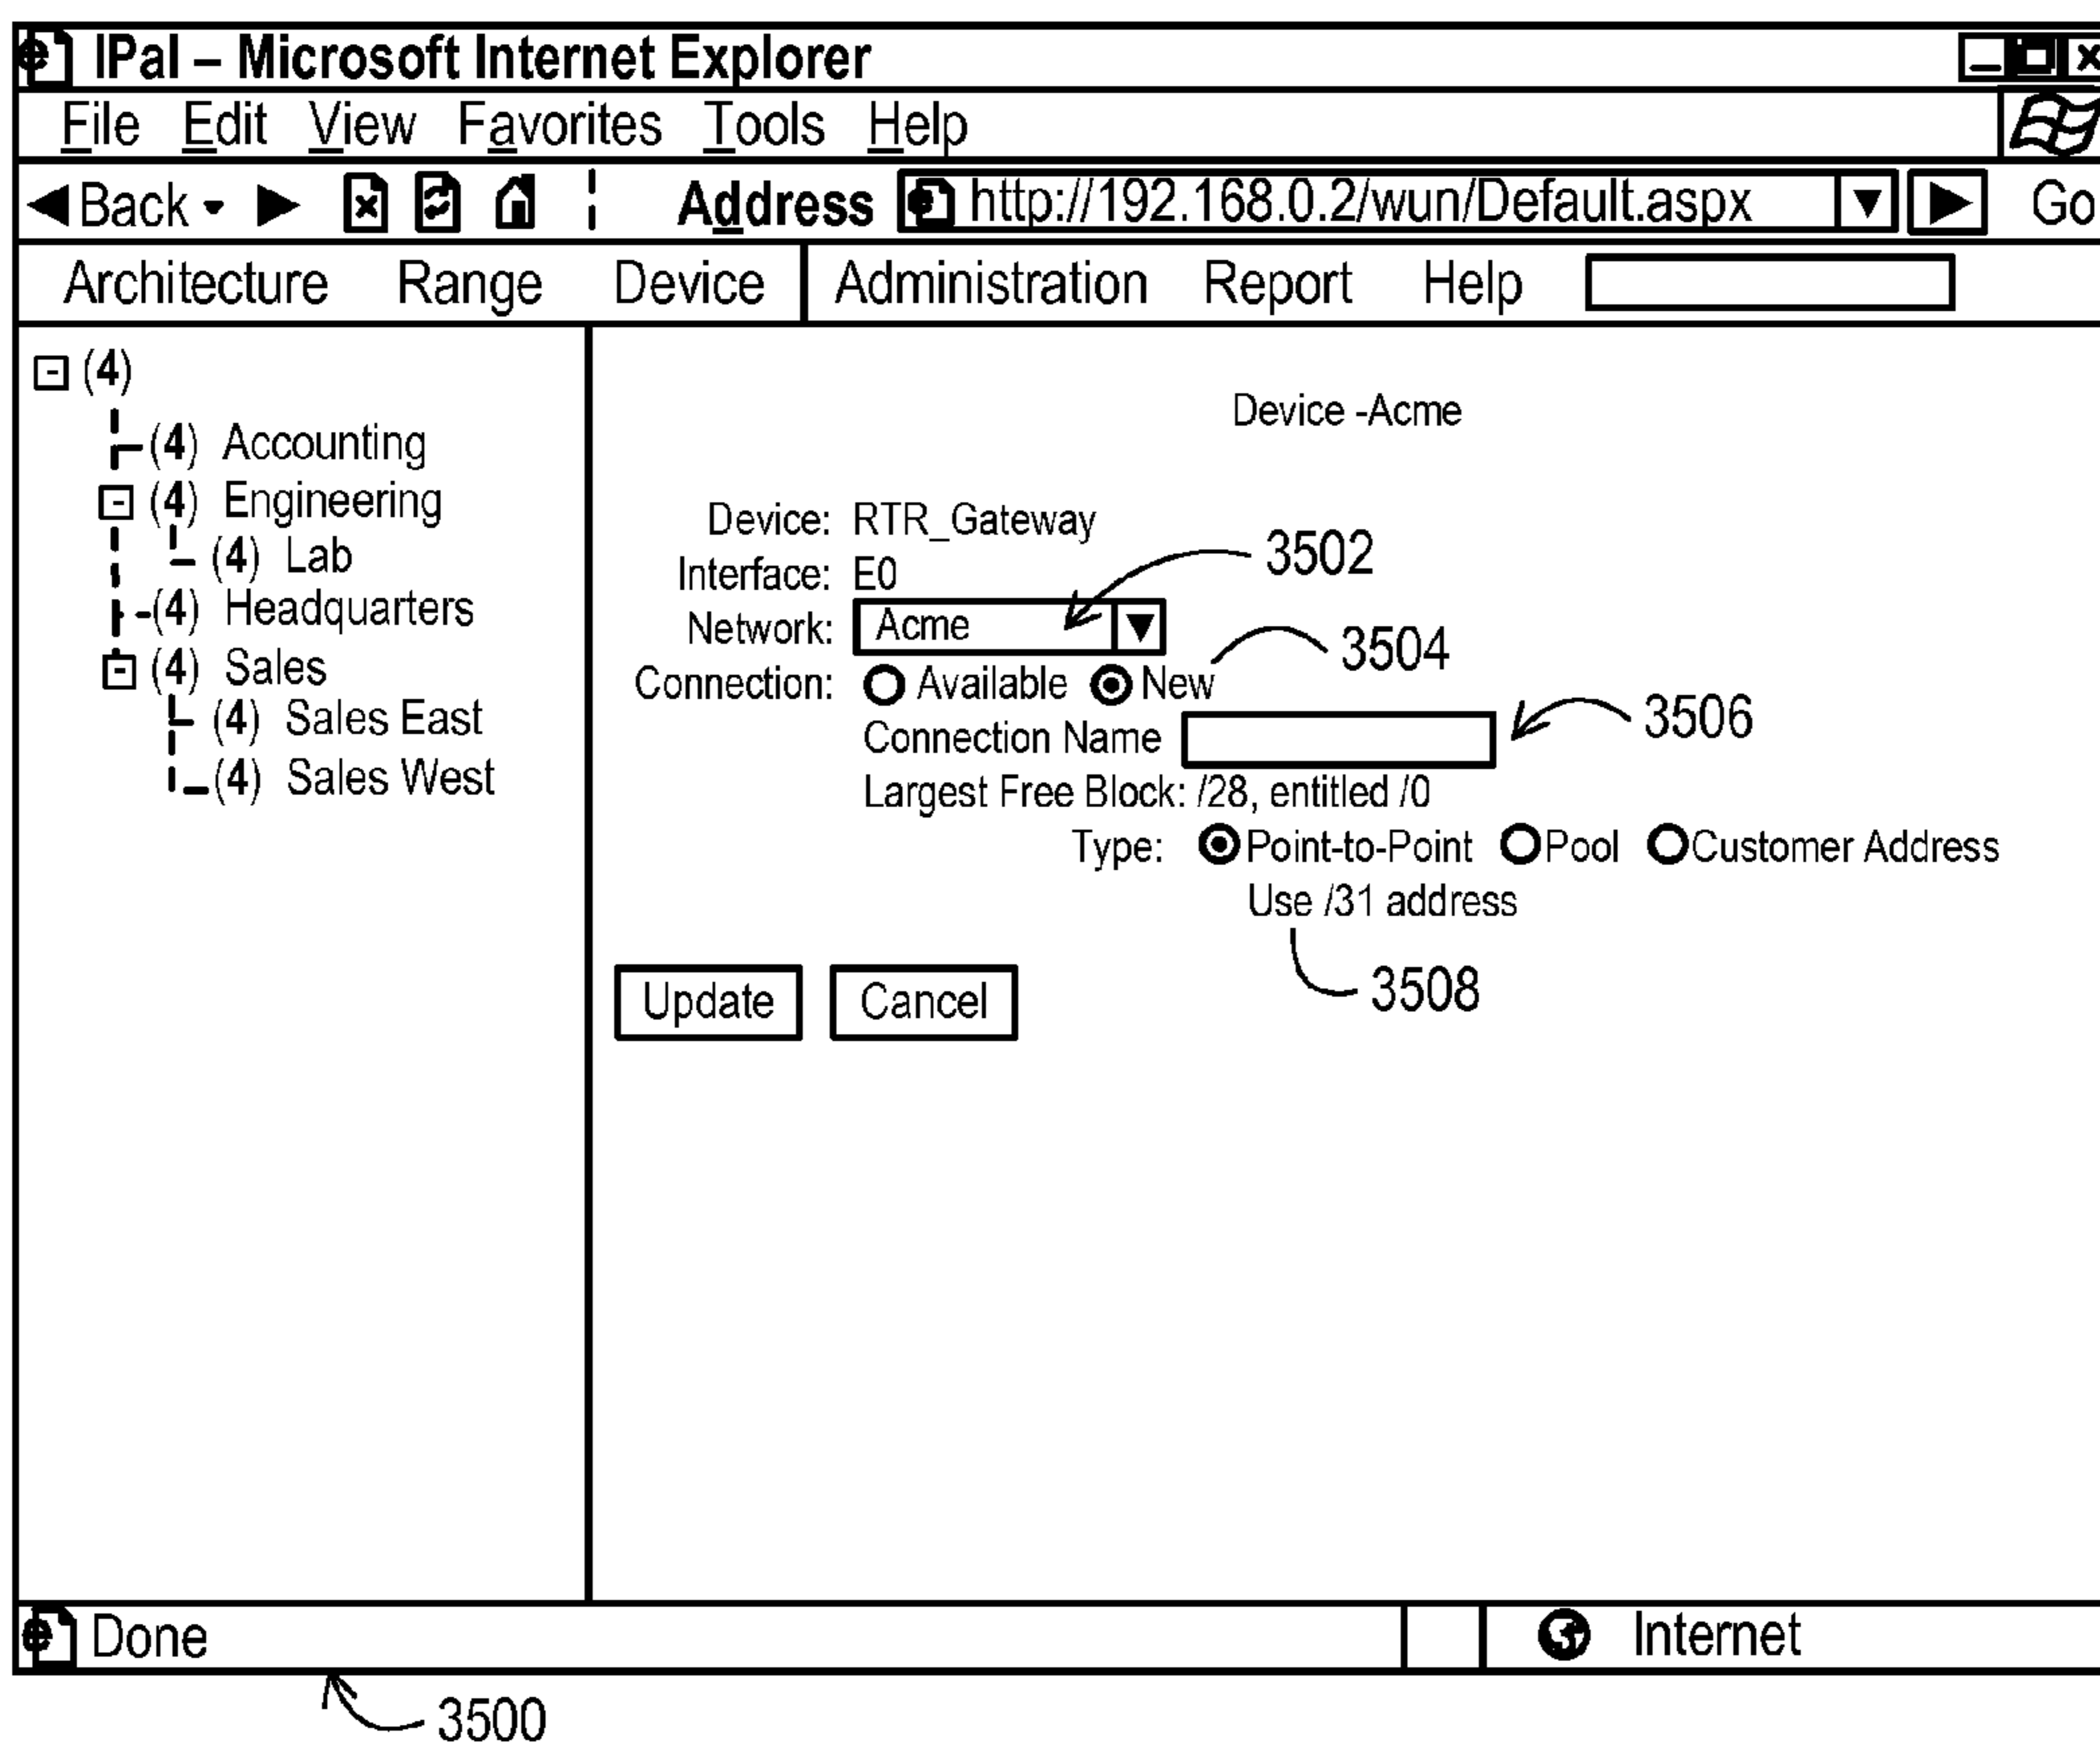 IPal – Microsoft Internet Explorer
File Edit View Favorites Tools Help
Back Address http://192.168.0.2/wun/Default.aspx Go
Architecture Range Device Administration Report Help
(4)
(4) Accounting
(4) Engineering
(4) Lab
(4) Headquarters
(4) Sales
(4) Sales East
(4) Sales West
Device -Acme
Device: RTR_Gateway
Interface: E0
3502
Network: Acme
3504
Connection: Available New
Connection Name
3506
Largest Free Block: /28, entitled /0
Type: Point-to-Point Pool Customer Address
Use /31 address
3508
Update Cancel
Done Internet
3500